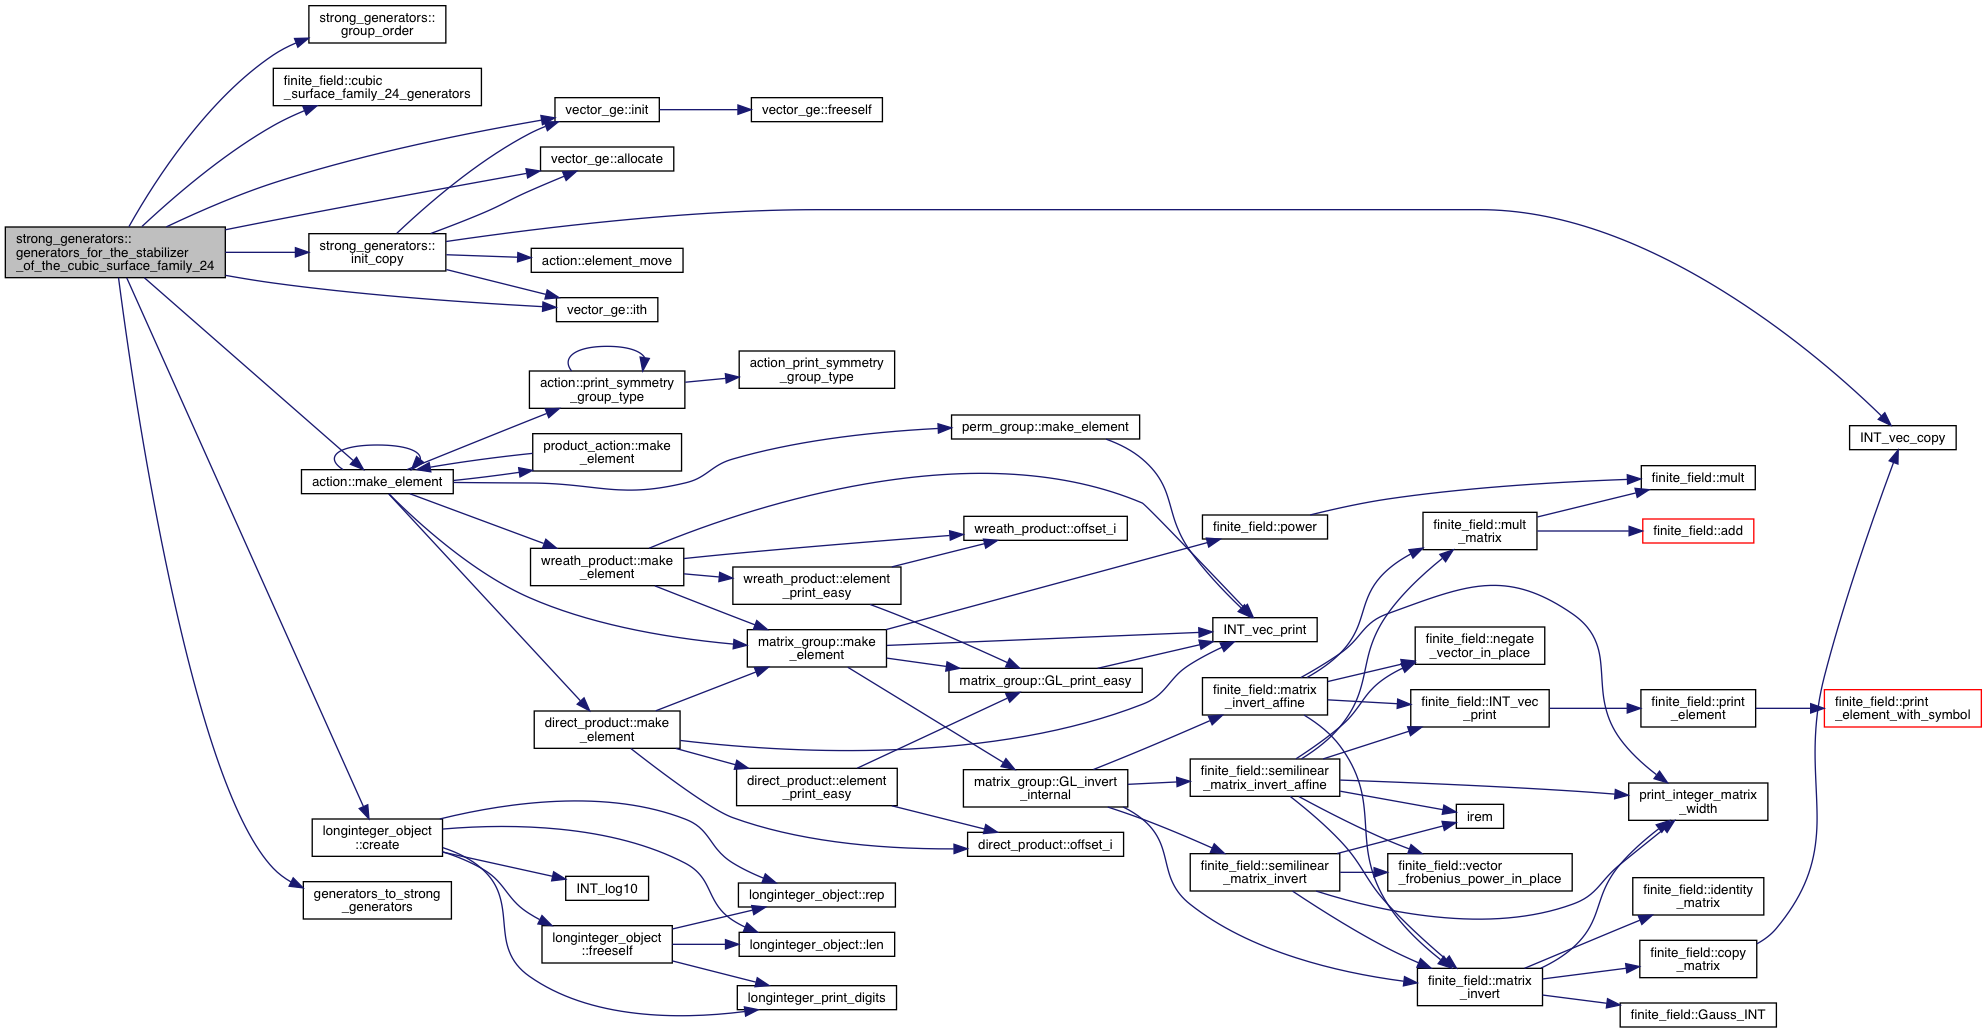 strong_generators::
generators_for_the_stabilizer
_of_the_cubic_surface_family_24
strong_generators::
group_order
finite_field::cubic
_surface_family_24_generators
vector_ge::init
vector_ge::freeself
vector_ge::allocate
strong_generators::
init_copy
action::element_move
vector_ge::ith
action::print_symmetry
_group_type
action_print_symmetry
_group_type
product_action::make
_element
action::make_element
perm_group::make_element
INT_vec_copy
wreath_product::make
_element
wreath_product::offset_i
wreath_product::element
_print_easy
matrix_group::make
_element
matrix_group::GL_print_easy
direct_product::make
_element
direct_product::element
_print_easy
direct_product::offset_i
matrix_group::GL_invert
_internal
finite_field::power
INT_vec_print
finite_field::matrix
_invert_affine
finite_field::semilinear
_matrix_invert_affine
finite_field::semilinear
_matrix_invert
finite_field::mult
_matrix
finite_field::mult
finite_field::add
finite_field::negate
_vector_in_place
finite_field::INT_vec
_print
finite_field::print
_element
finite_field::print
_element_with_symbol
print_integer_matrix
_width
irem
finite_field::vector
_frobenius_power_in_place
finite_field::identity
_matrix
finite_field::copy
_matrix
finite_field::matrix
_invert
finite_field::Gauss_INT
longinteger_object
::create
generators_to_strong
_generators
INT_log10
longinteger_object
::freeself
longinteger_object::rep
longinteger_object::len
longinteger_print_digits